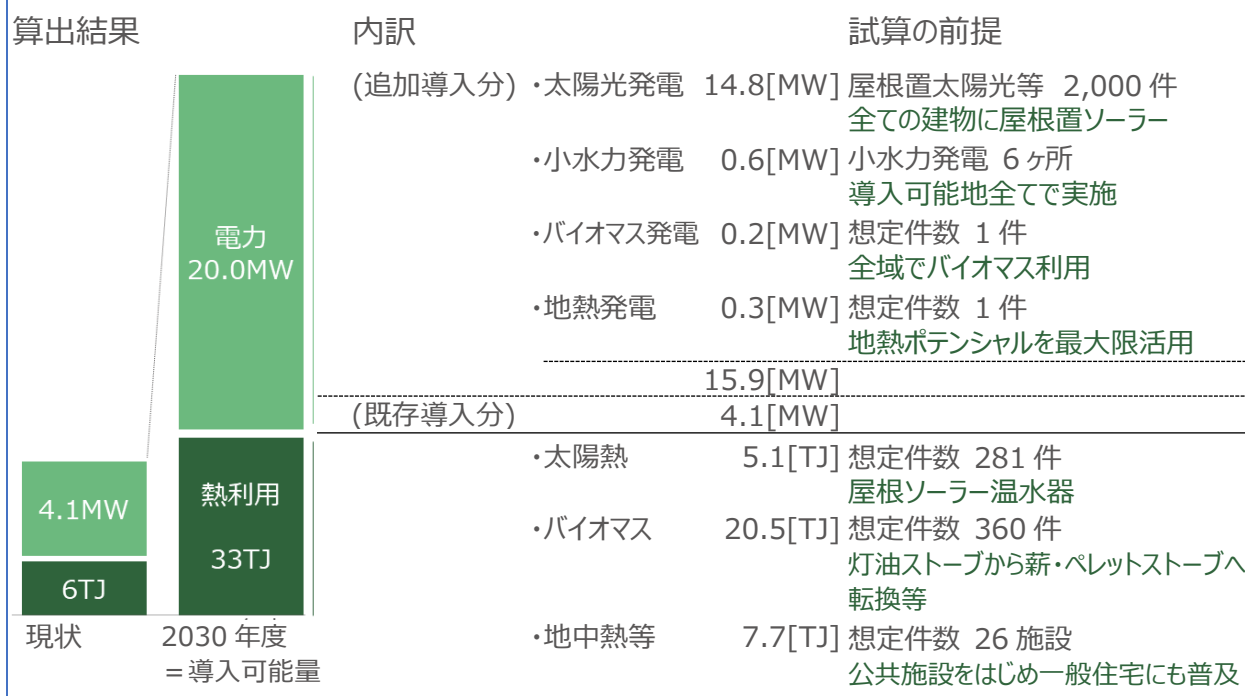 算出結果
内訳
試算の前提
(追加導入分) ・太陽光発電 14.8[MW] 屋根置太陽光等 2,000 件
全ての建物に屋根置ソーラー
・小水力発電 0.6[MW] 小水力発電 6 ヶ所
導入可能地全てで実施
・バイオマス発電 0.2[MW] 想定件数 1 件
全域でバイオマス利用
・地熱発電 0.3[MW] 想定件数 1 件
地熱ポテンシャルを最大限活用
15.9[MW]
(既存導入分) 4.1[MW]
・太陽熱 5.1[TJ] 想定件数 281 件
屋根ソーラー温水器
・バイオマス 20.5[TJ] 想定件数 360 件
灯油ストーブから薪・ペレットストーブへ
転換等
・地中熱等 7.7[TJ] 想定件数 26 施設
公共施設をはじめ一般住宅にも普及
電力
20.0MW
熱利用
33TJ
4.1MW
6TJ
現状
2030 年度
＝導入可能量